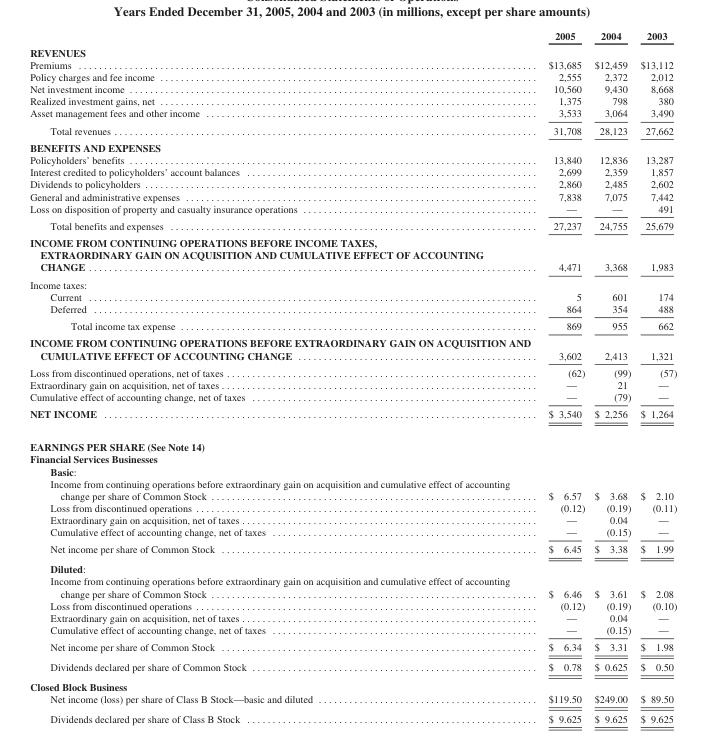 Years Ended December 31, 2005, 2004 and 2003 (in millions, except per share amounts)
2005 2004 2003
REVENUES
Premiums $13,685 $12,459 $13,112
Policy charges and fee income 2,555 2,372 2,012
Net investment income 10,560 9,430 8,668
Realized investment gains, net 1,375 798 380
Asset management fees and other income 3,533 3,064 3,490
Total revenues 31,708 28,123 27,662
BENEFITS AND EXPENSES
Policyholders' benefits 13,840 12,836 13,287
Interest credited to policyholders' account balances 2,699 2,359 1,857
Dividends to policyholders 2,860 2,485 2,602
General and administrative expenses 7,838 7,075 7,442
Loss on disposition of property and casualty insurance operations — — 491
Total benefits and expenses 27,237 24,755 25,679
INCOME FROM CONTINUING OPERATIONS BEFORE INCOME TAXES,
EXTRAORDINARY GAIN ON ACQUISITION AND CUMULATIVE EFFECT OF ACCOUNTING
CHANGE 4,471 3,368 1,983
Income taxes:
Current 5 601 174
Deferred 864 354 488
Total income tax expense 869 955 662
INCOME FROM CONTINUING OPERATIONS BEFORE EXTRAORDINARY GAIN ON ACQUISITION AND
CUMULATIVE EFFECT OF ACCOUNTING CHANGE 3,602 2,413 1,321
Loss from discontinued operations, net of taxes (62) (99) (57)
Extraordinary gain on acquisition, net of taxes — 21 —
Cumulative effect of accounting change, net of taxes — (79) —
NET INCOME $ 3,540 $ 2,256 $ 1,264
EARNINGS PER SHARE (See Note 14)
Financial Services Businesses
Basic:
Income from continuing operations before extraordinary gain on acquisition and cumulative effect of accounting
change per share of Common Stock $ 6.57 $ 3.68 $ 2.10
Loss from discontinued operations (0.12) (0.19) (0.11)
Extraordinary gain on acquisition, net of taxes — 0.04 —
Cumulative effect of accounting change, net of taxes — (0.15) —
Net income per share of Common Stock $ 6.45 $ 3.38 $ 1.99
Diluted:
Income from continuing operations before extraordinary gain on acquisition and cumulative effect of accounting
change per share of Common Stock $ 6.46 $ 3.61 $ 2.08
Loss from discontinued operations (0.12) (0.19) (0.10)
Extraordinary gain on acquisition, net of taxes — 0.04 —
Cumulative effect of accounting change, net of taxes — (0.15) —
Net income per share of Common Stock $ 6.34 $ 3.31 $ 1.98
Dividends declared per share of Common Stock $ 0.78 $ 0.625 $ 0.50
Closed Block Business
Net income (loss) per share of Class B Stock—basic and diluted $119.50 $249.00 $ 89.50
Dividends declared per share of Class B Stock $ 9.625 $ 9.625 $ 9.625